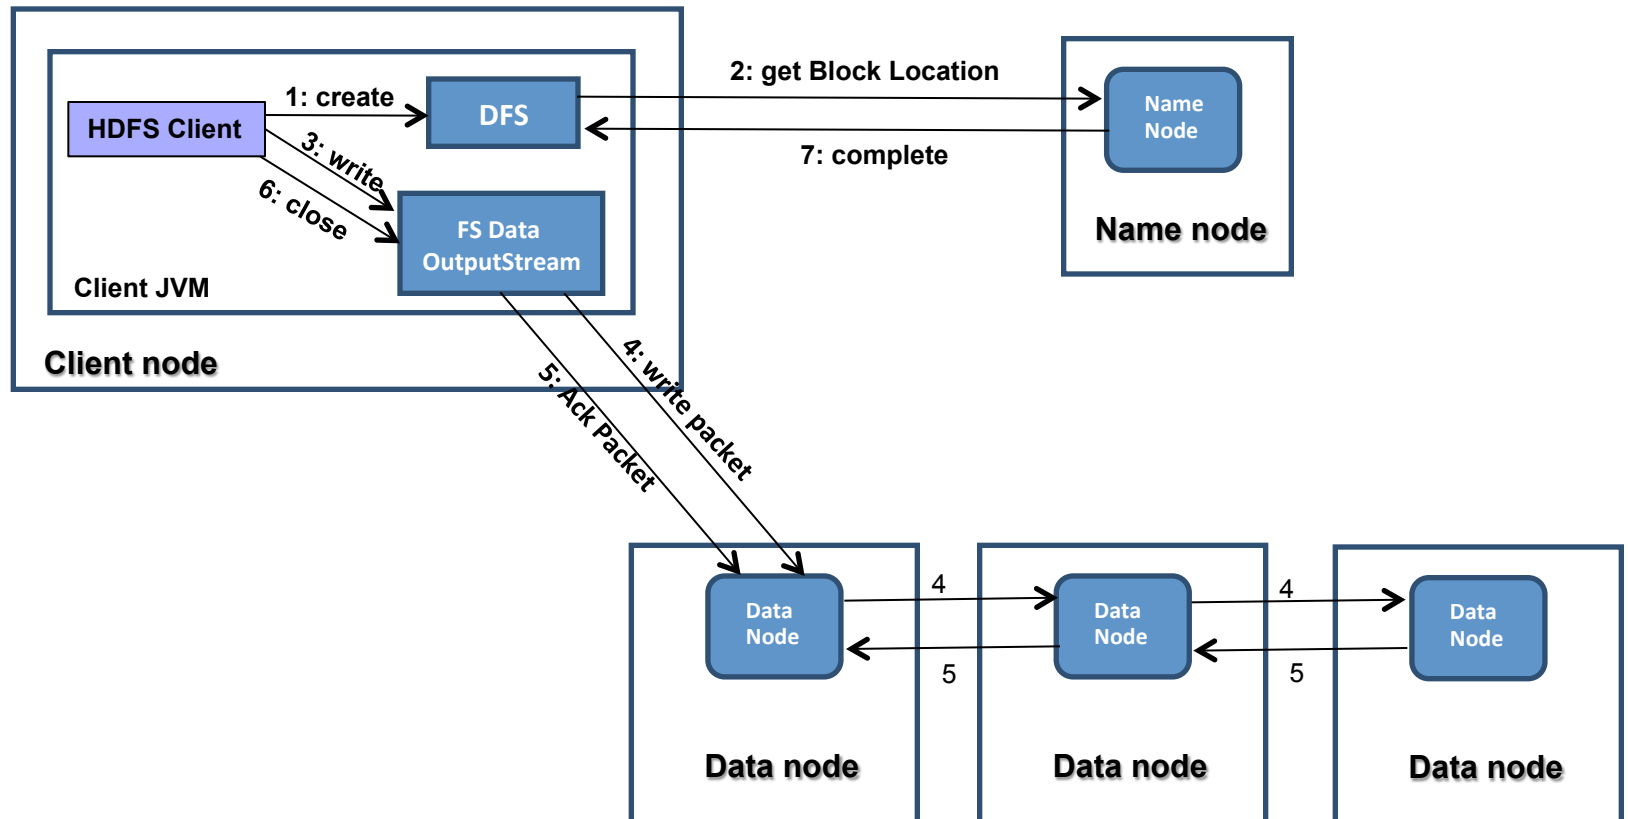 1: create
HDFS Client
DFS
2: get Block Location
7: complete
Name
Node
Name node
3: write
6: close
FS Data
OutputStream
Client JVM
Client node
4: write packet
5: Ack Packet
Data
Node
4
5
Data
Node
4
5
Data
Node
Data node
Data node
Data node